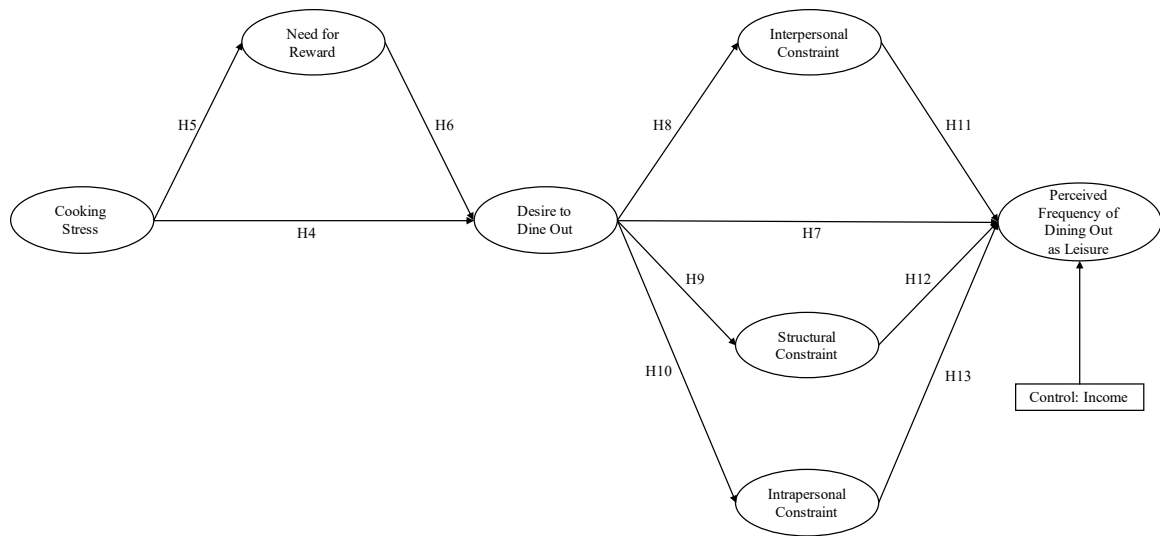 Need for
Reward
Interpersonal
Constraint
H5
H6
H8
H11
Cooking
Stress
H4
Desire to
Dine Out
H7
Perceived
Frequency of
Dining Out
as Leisure
H9
H12
Structural
Constraint
H10
H13
Control: Income
Intrapersonal
Constraint